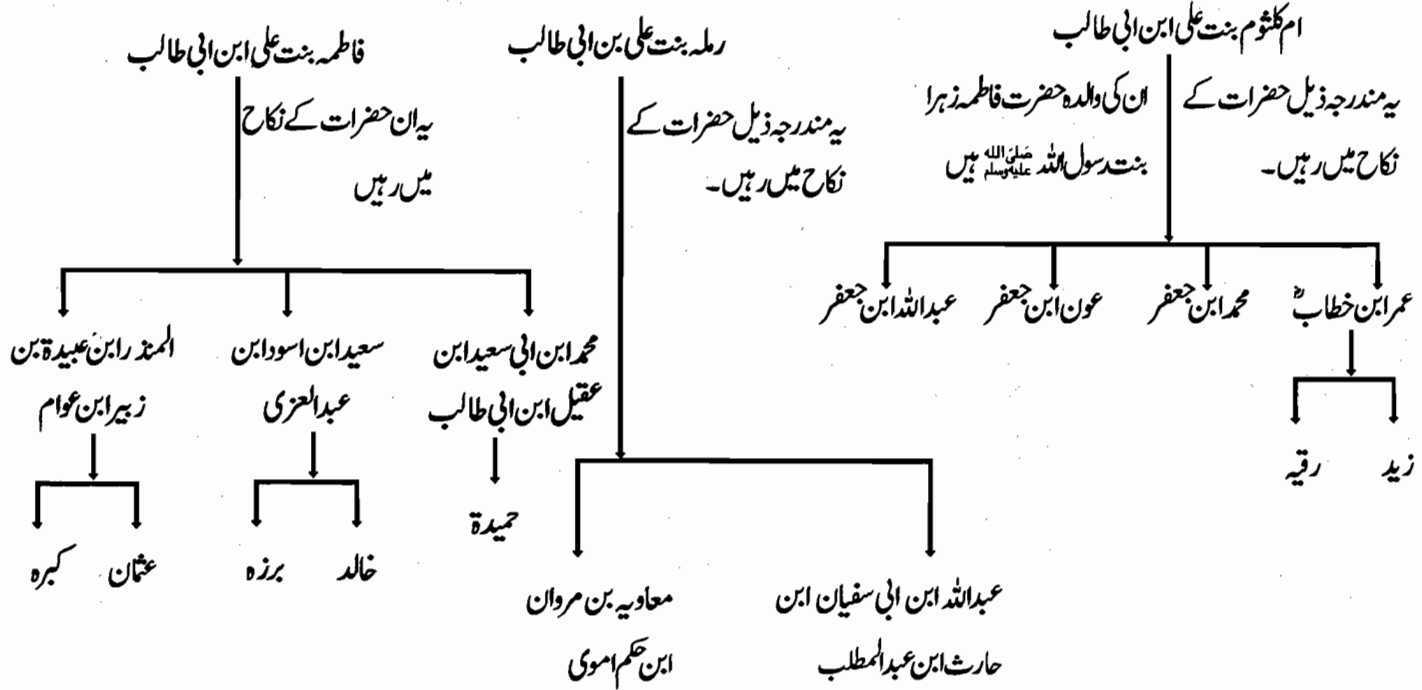 ام کلثوم بنت علی ابن ابی طالب
یہ مندرجہ ذیل حضرات کے
نکاح میں رہیں۔
ان کی والدہ حضرت فاطمہ زہرا
بنت رسول اللہ ﷺ ہیں
عمر ابن خطابؓ
محمد ابن جعفر
عون ابن جعفر
عبداللہ ابن جعفر
زید
رقیہ
رملہ بنت علی بن ابی طالب
یہ مندرجہ ذیل حضرات کے
نکاح میں رہیں۔
عبداللہ ابن ابی سفیان ابن
حارث ابن عبدالمطلب
معاویہ بن مروان
ابن حکم اموی
فاطمہ بنت علی ابن ابی طالب
یہ ان حضرات کے نکاح
میں رہیں
محمد ابن ابی سعید ابن
عقیل ابن ابی طالب
حمیدة
سعید ابن اسود ابن
عبدالعزی
خالد
برزہ
المنذر ابن عبیدة بن
زبیر ابن عوام
عثمان
کبرہ